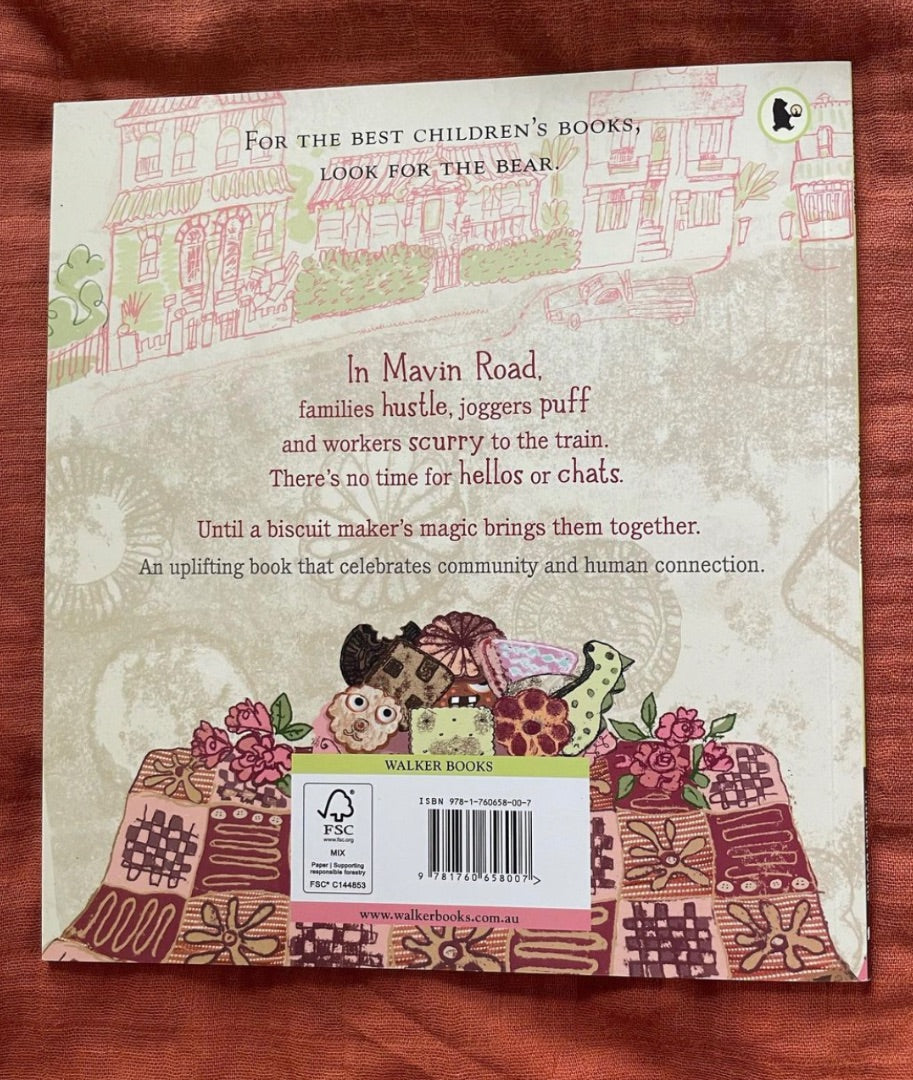 FOR THE BEST CHILDREN'S BOOKS,
LOOK FOR THE BEAR.
In Mavin Road,
families hustle, joggers puff
and workers scurry to the train.
There's no time for hellos or chats.
Until a biscuit maker's magic brings them together.
An uplifting book that celebrates community and human connection.
WALKER BOOKS
FSC
www.fsc.org
MIX
Paper | Supporting
responsible forestry
FSC® C144853
ISBN 978-1-760658-00-7
9 781760 658007 >
www.walkerbooks.com.au